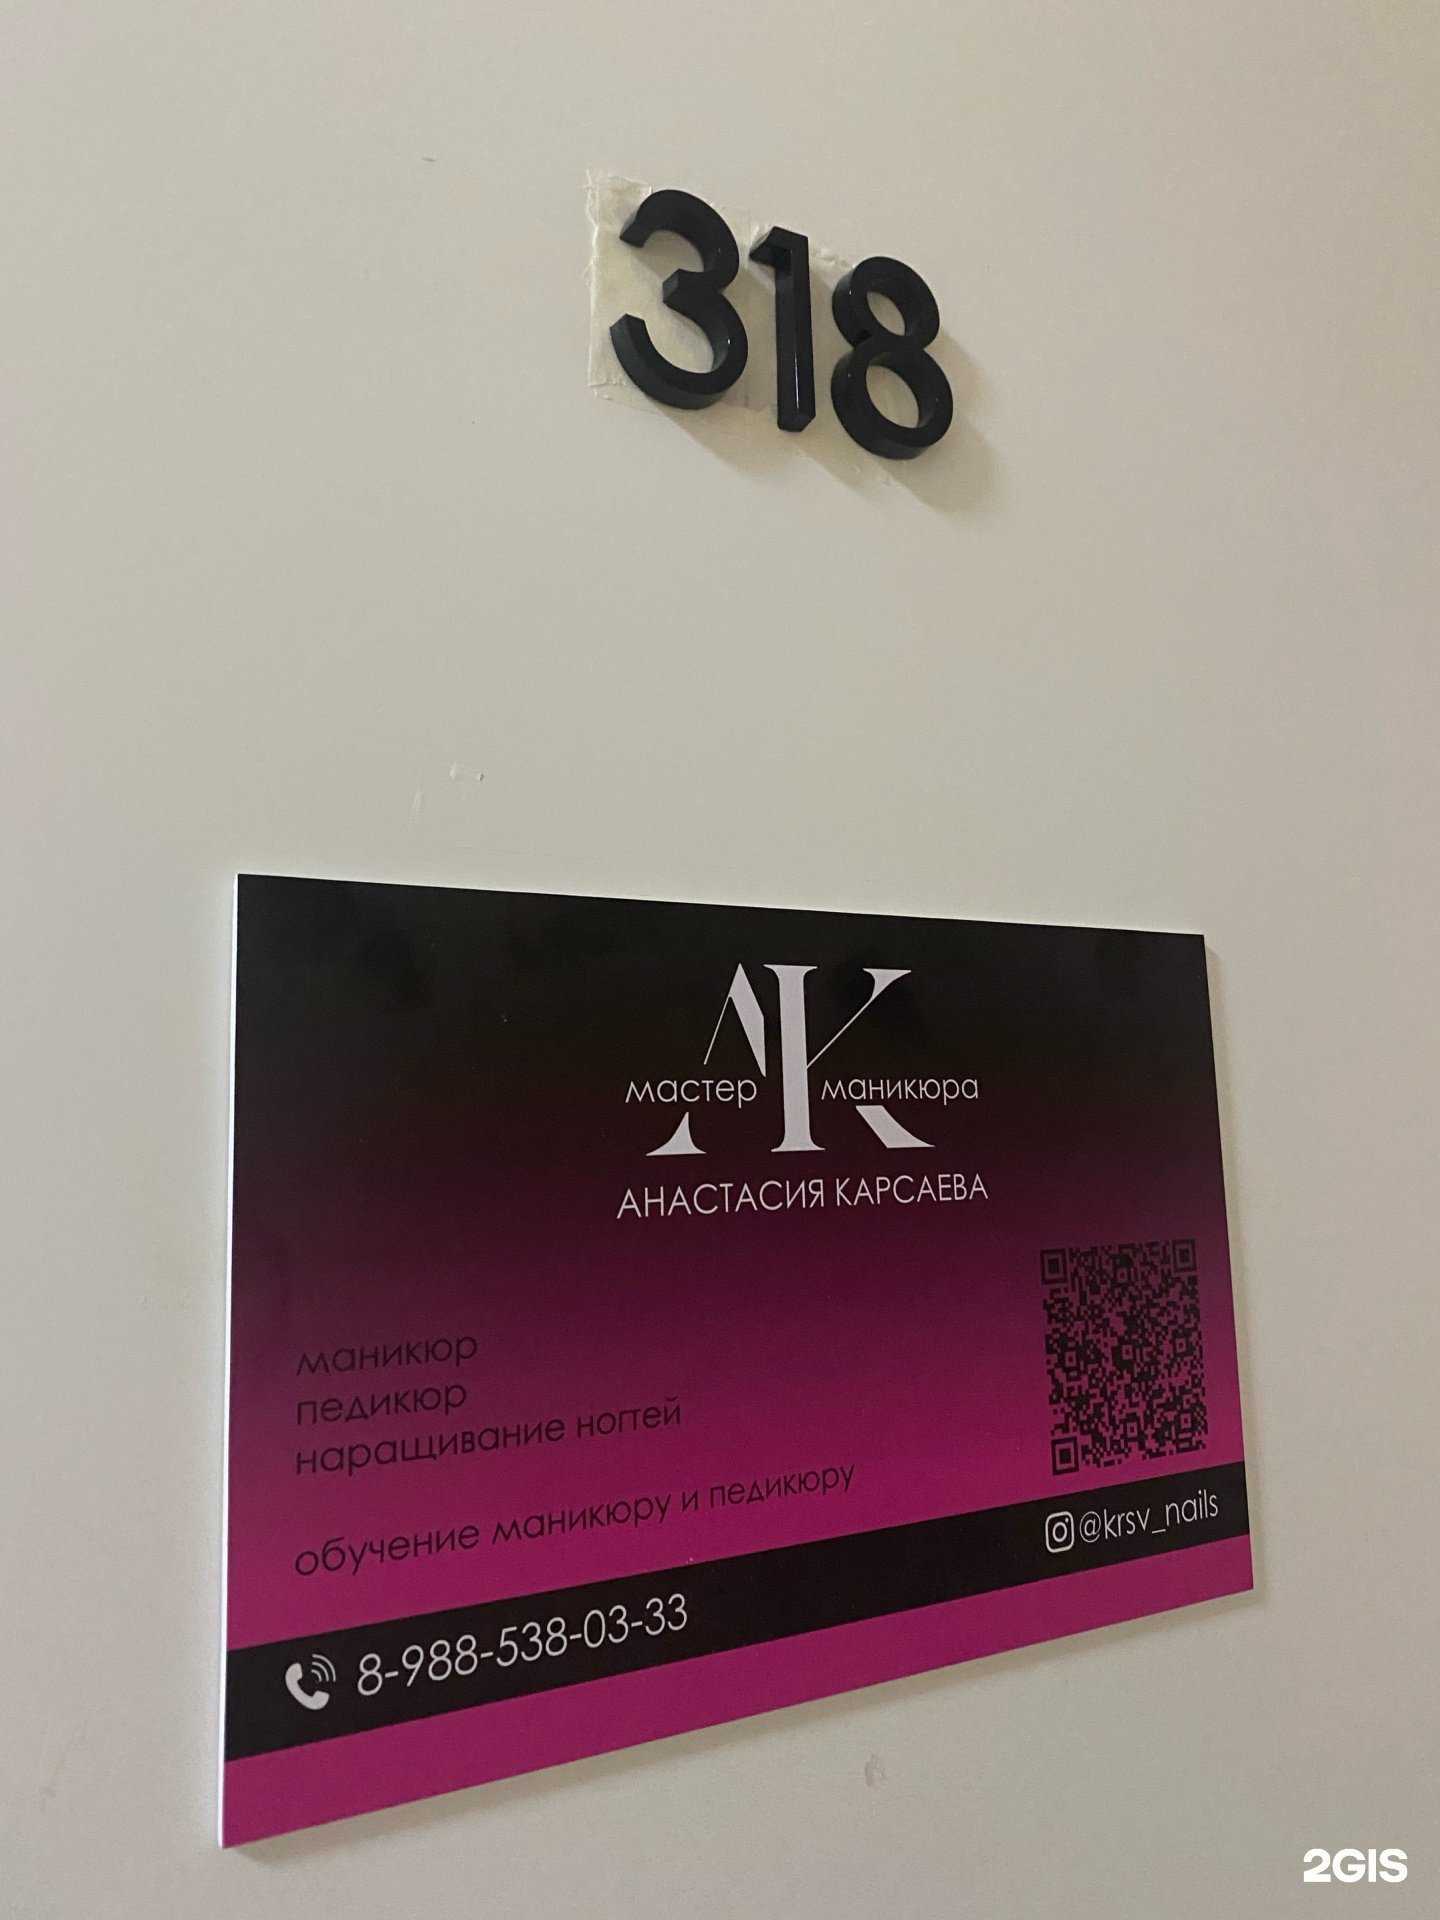 318
АК
мастер маникюра
АНАСТАСИЯ КАРСАЕВА
маникюр
педикюр
наращивание ногтей
обучение маникюру и педикюру
@krsv_nails
8-988-538-03-33
2GIS